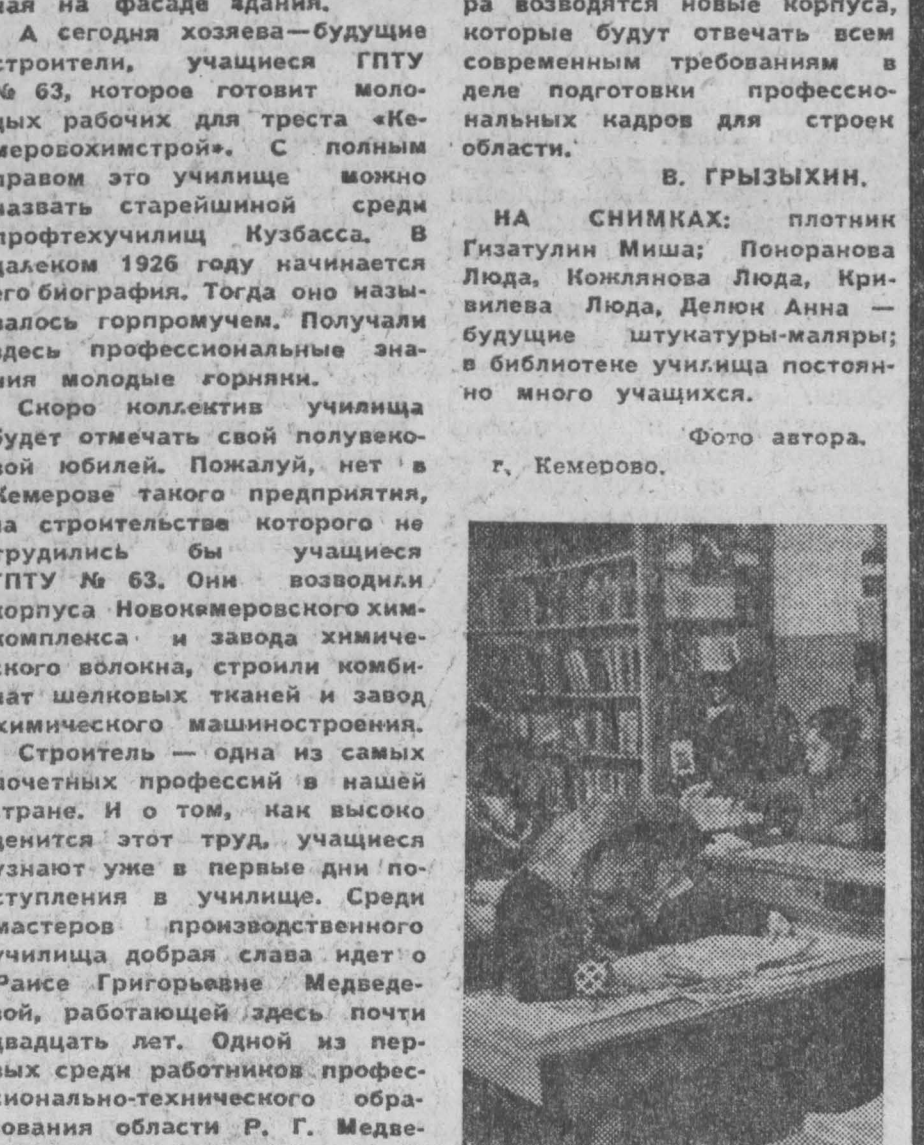 ная на фасаде здания.
А сегодня хозяева—будущие
строители, учащиеся ГПТУ
№ 63, которое готовит моло-
дых рабочих для треста «Ке-
меровохимстрой». С полным
правом это училище можно
назвать старейшиной среди
профтехучилищ Кузбасса. В
далеком 1926 году начинается
его биография. Тогда оно назы-
валось горпромучем. Получали
здесь профессиональные зна-
ния молодые горняки.
Скоро коллектив училища
будет отмечать свой полувеко-
вой юбилей. Пожалуй, нет в
Кемерове такого предприятия,
на строительстве которого не
трудились бы учащиеся
ГПТУ № 63. Они возводили
корпуса Новокемеровского хим-
комплекса и завода химиче-
ского волокна, строили комби-
нат шелковых тканей и завод
химического машиностроения.
Строитель — одна из самых
почетных профессий в нашей
стране. И о том, как высоко
ценится этот труд, учащиеся
узнают уже в первые дни по-
ступления в училище. Среди
мастеров производственного
училища добрая слава идет о
Раисе Григорьевне Медведе-
вой, работающей здесь почти
двадцать лет. Одной из пер-
вых среди работников профес-
сионально-технического обра-
зования области Р. Г. Медве-
ра возводятся новые корпуса,
которые будут отвечать всем
современным требованиям в
деле подготовки профессио-
нальных кадров для строек
области.
В. ГРЫЗЫХИН.
НА СНИМКАХ: плотник
Гизатулин Миша; Поноранова
Люда, Кожлянова Люда, Кри-
вилева Люда, Делюк Анна —
будущие штукатуры-маляры;
в библиотеке училища постоян-
но много учащихся.
Фото автора.
г. Кемерово.